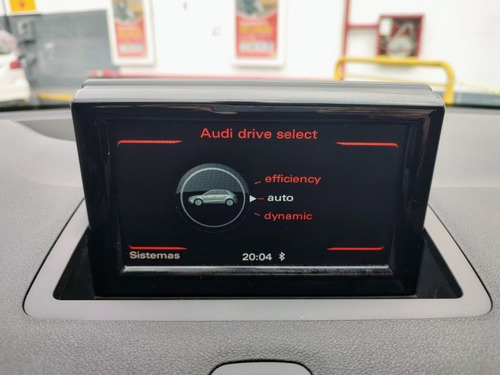 Audi drive select
efficiency
auto
dynamic
Sistemas
20:04